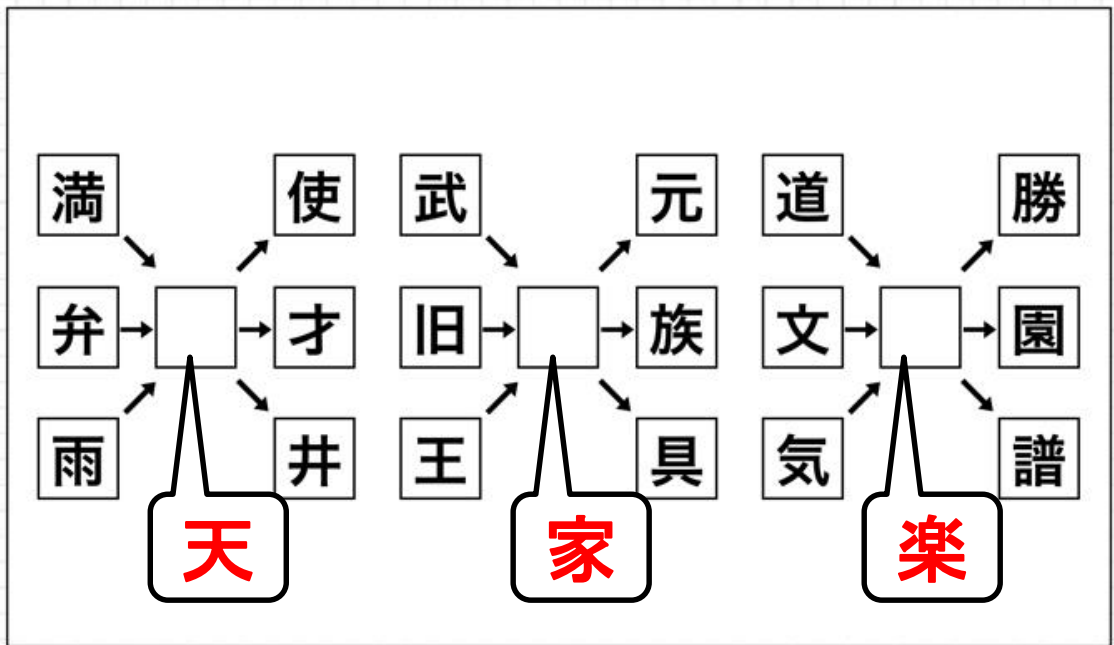 満 使 武 元 道 勝
弁 才 旧 族 文 園
雨 井 王 具 気 譜
天 家 楽